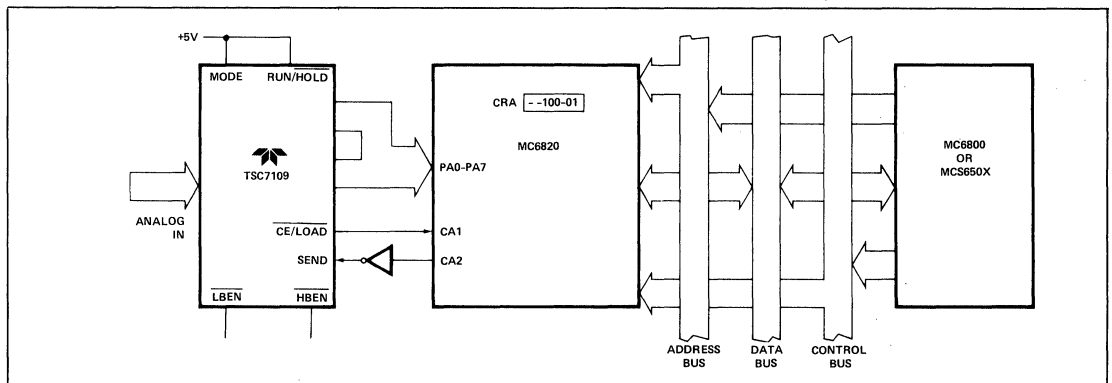 +5V
MODE RUN/HOLD
TSC7109
ANALOG
IN
CE/LOAD
SEND
LBEN HBEN
CRA --100-01
MC6820
PA0-PA7
CA1
CA2
ADDRESS
BUS
DATA
BUS
CONTROL
BUS
MC6800
OR
MCS650X